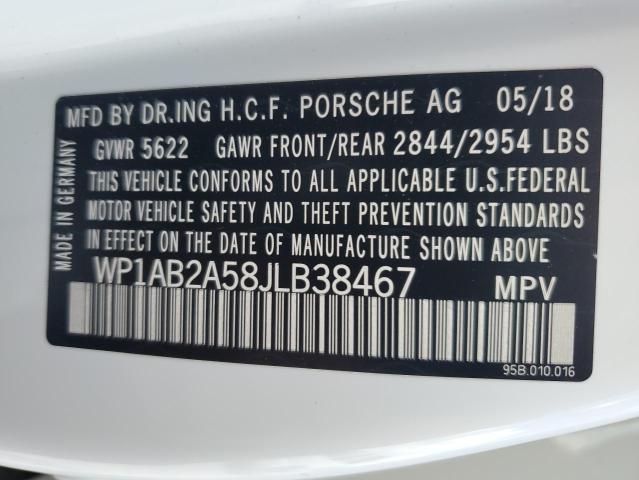 MFD BY DR.ING H.C.F. PORSCHE AG 05/18
GVWR 5622 GAWR FRONT/REAR 2844/2954 LBS
THIS VEHICLE CONFORMS TO ALL APPLICABLE U.S.FEDERAL
MOTOR VEHICLE SAFETY AND THEFT PREVENTION STANDARDS
IN EFFECT ON THE DATE OF MANUFACTURE SHOWN ABOVE.
WP1AB2A58JLB38467 MPV
95B.010.016
MADE IN GERMANY